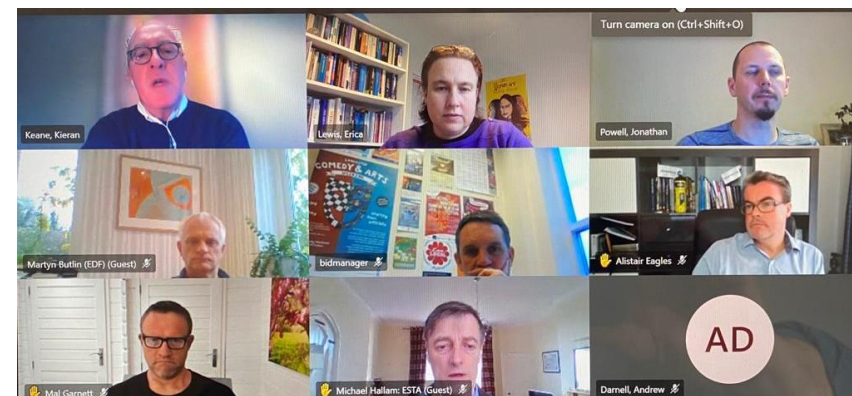 Turn camera on (Ctrl+Shift+O)
Keane, Kieran
Lewis, Erica
Powell, Jonathan
COMEDY & ARTS
Martyn Butlin (EDF) (Guest)
bidmanager
Alistair Eagles
AD
Mal Garnett
Michael Hallam: ESTA (Guest)
Darnell, Andrew